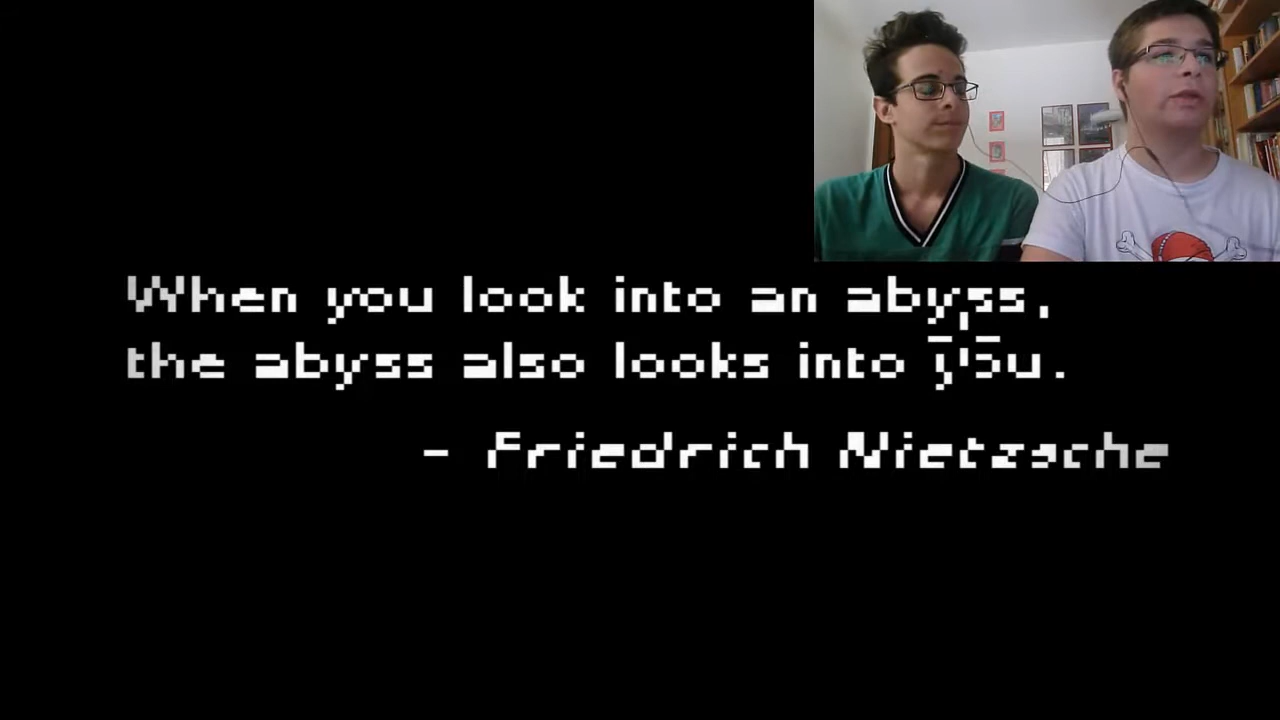 When you look into an abyss,
the abyss also looks into you.
- Friedrich Nietzsche